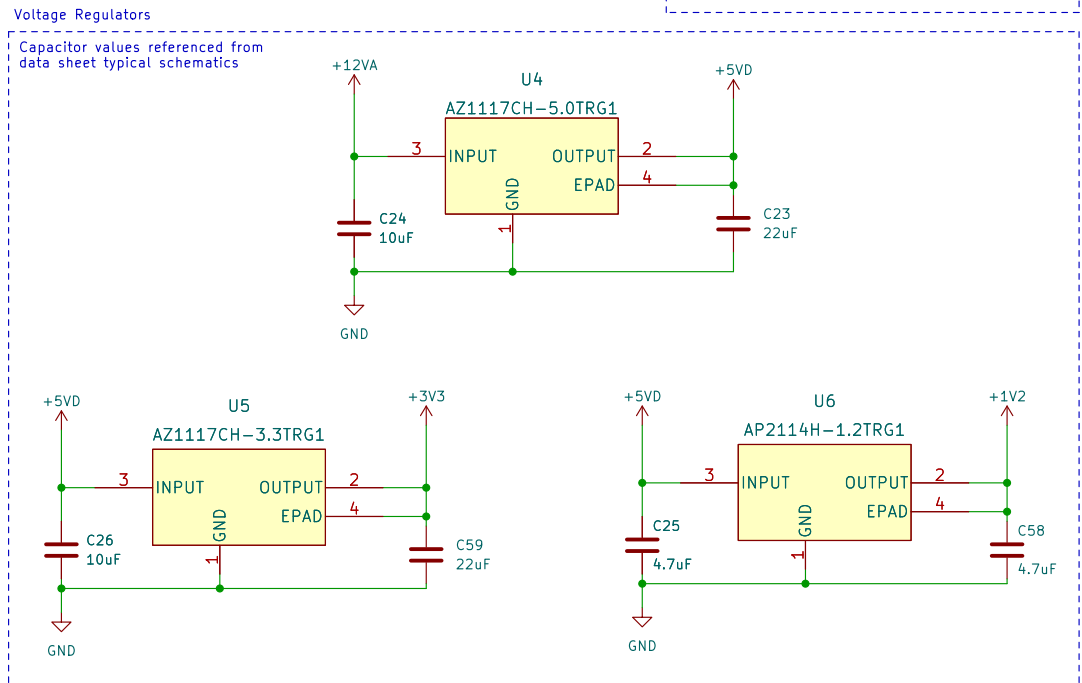 Voltage Regulators
Capacitor values referenced from
data sheet typical schematics
+12VA
+5VD
U4
AZ1117CH-5.0TRG1
3
INPUT
OUTPUT
2
EPAD
4
GND
1
C24
10uF
C23
22uF
GND
+5VD
+3V3
U5
AZ1117CH-3.3TRG1
3
INPUT
OUTPUT
2
EPAD
4
GND
1
C26
10uF
C59
22uF
GND
+5VD
+1V2
U6
AP2114H-1.2TRG1
3
INPUT
OUTPUT
2
EPAD
4
GND
1
C25
4.7uF
C58
4.7uF
GND